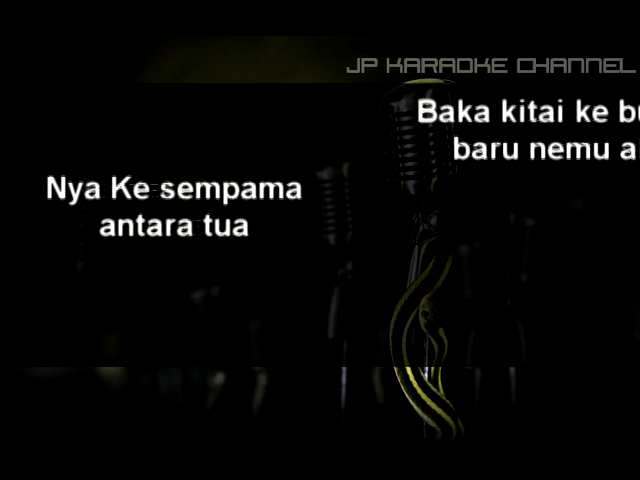 JP KARAOKE CHANNEL
Nya Ke sempama
antara tua
Baka kitai ke
baru nemu